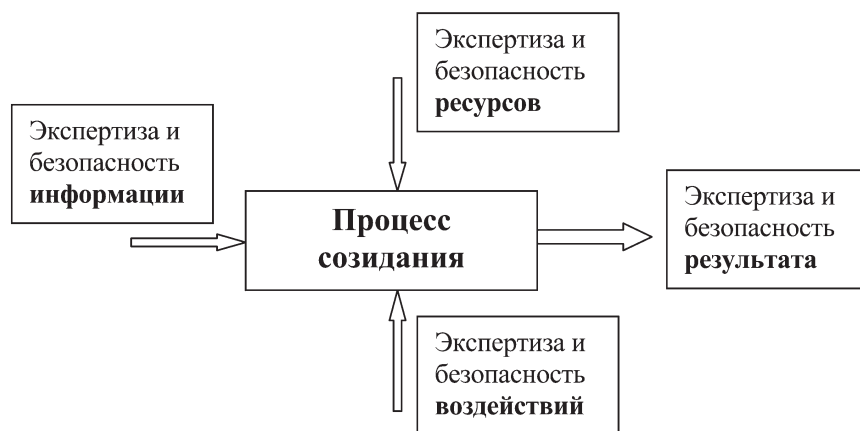 Экспертиза и
безопасность
ресурсов
Экспертиза и
безопасность
информации
Процесс
созидания
Экспертиза и
безопасность
результата
Экспертиза и
безопасность
воздействий